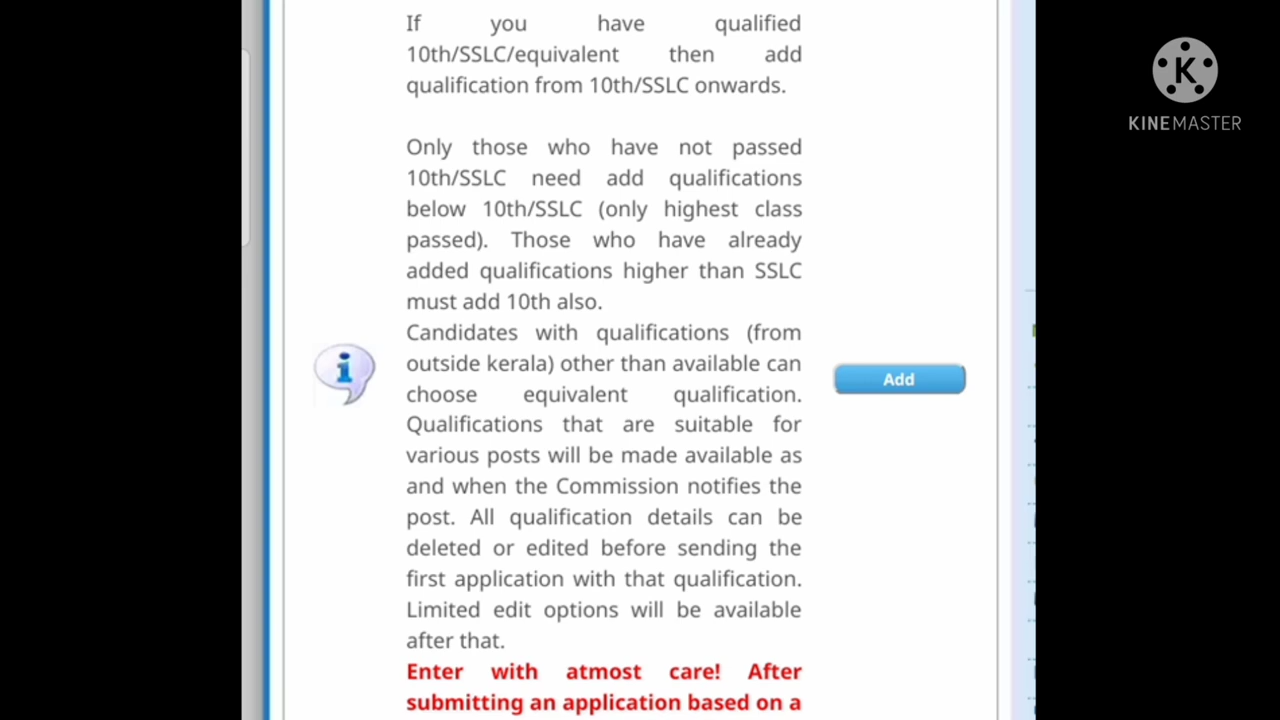 If you have qualified
10th/SSLC/equivalent then add
qualification from 10th/SSLC onwards.
Only those who have not passed
10th/SSLC need add qualifications
below 10th/SSLC (only highest class
passed). Those who have already
added qualifications higher than SSLC
must add 10th also.
Candidates with qualifications (from
outside kerala) other than available can
choose equivalent qualification.
Qualifications that are suitable for
various posts will be made available as
and when the Commission notifies the
post. All qualification details can be
deleted or edited before sending the
first application with that qualification.
Limited edit options will be available
after that.
Enter with atmost care! After
submitting an application based on a
Add
K
KINEMASTER